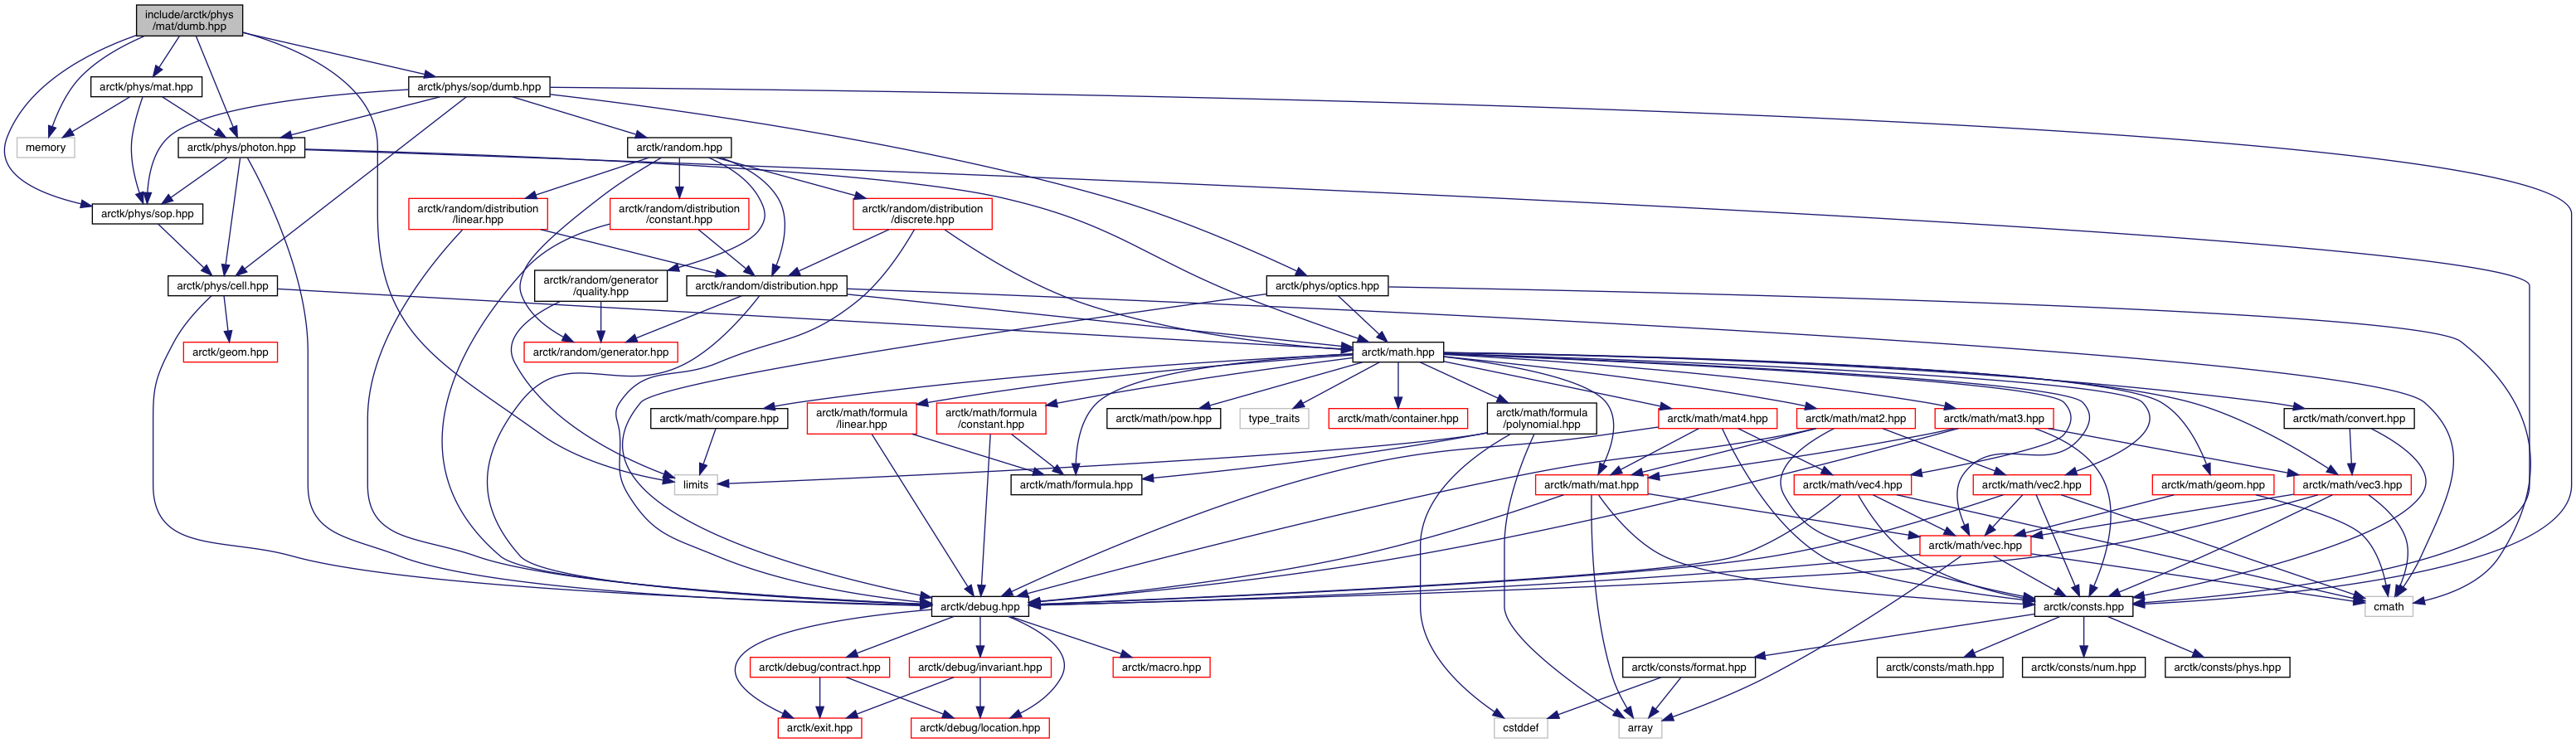 include/arctk/phys
/mat/dumb.hpp
arctk/phys/mat.hpp
arctk/phys/sop/dumb.hpp
memory
arctk/phys/photon.hpp
arctk/random.hpp
arctk/phys/sop.hpp
arctk/random/distribution
/linear.hpp
arctk/random/distribution
/constant.hpp
arctk/random/distribution
/discrete.hpp
arctk/phys/cell.hpp
arctk/random/generator
/quality.hpp
arctk/random/distribution.hpp
arctk/phys/optics.hpp
arctk/geom.hpp
arctk/random/generator.hpp
arctk/math.hpp
arctk/math/compare.hpp
arctk/math/formula
/linear.hpp
arctk/math/formula
/constant.hpp
arctk/math/pow.hpp
type_traits
arctk/math/container.hpp
arctk/math/formula
/polynomial.hpp
arctk/math/mat4.hpp
arctk/math/mat2.hpp
arctk/math/mat3.hpp
arctk/math/convert.hpp
limits
arctk/math/formula.hpp
arctk/math/mat.hpp
arctk/math/vec4.hpp
arctk/math/vec2.hpp
arctk/math/geom.hpp
arctk/math/vec3.hpp
arctk/math/vec.hpp
arctk/debug.hpp
arctk/consts.hpp
cmath
arctk/debug/contract.hpp
arctk/debug/invariant.hpp
arctk/macro.hpp
arctk/consts/format.hpp
arctk/consts/math.hpp
arctk/consts/num.hpp
arctk/consts/phys.hpp
arctk/exit.hpp
arctk/debug/location.hpp
cstddef
array